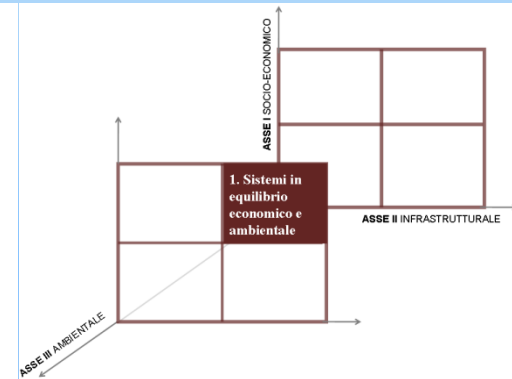 ASSE I SOCIO-ECONOMICO
1. Sistemi in
equilibrio
economico e
ambientale
ASSE II INFRASTRUTTURALE
ASSE III AMBIENTALE